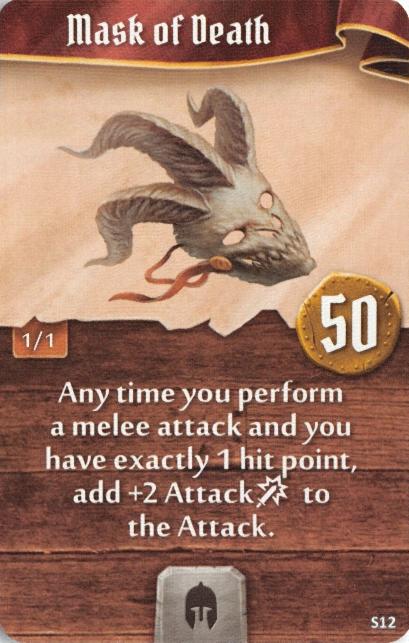 Mask of Death
1/1
50
Any time you perform
a melee attack and you
have exactly 1 hit point,
add +2 Attack to
the Attack.
S12